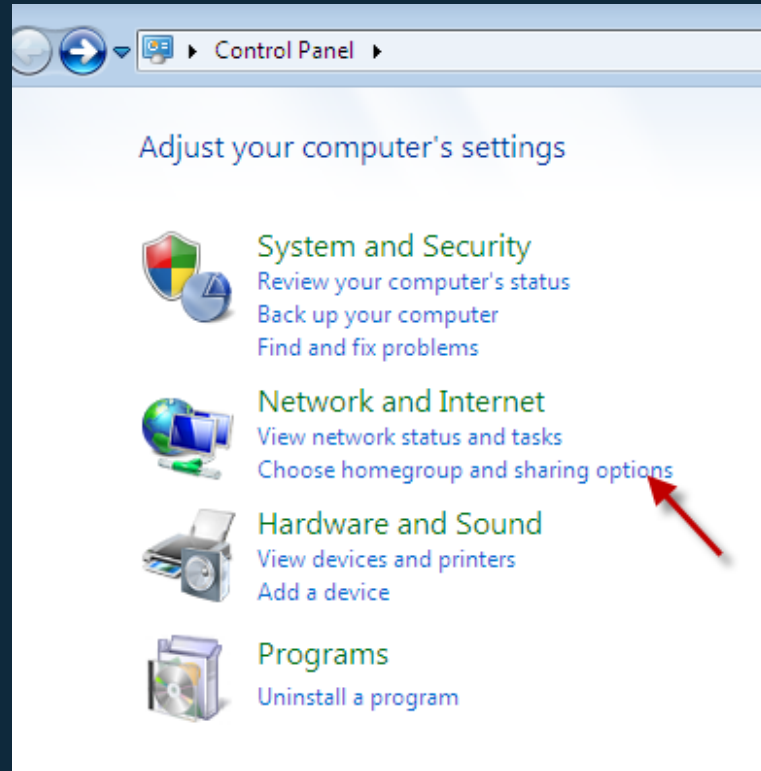 Control Panel
Adjust your computer's settings
System and Security
Review your computer's status
Back up your computer
Find and fix problems
Network and Internet
View network status and tasks
Choose homegroup and sharing options
Hardware and Sound
View devices and printers
Add a device
Programs
Uninstall a program